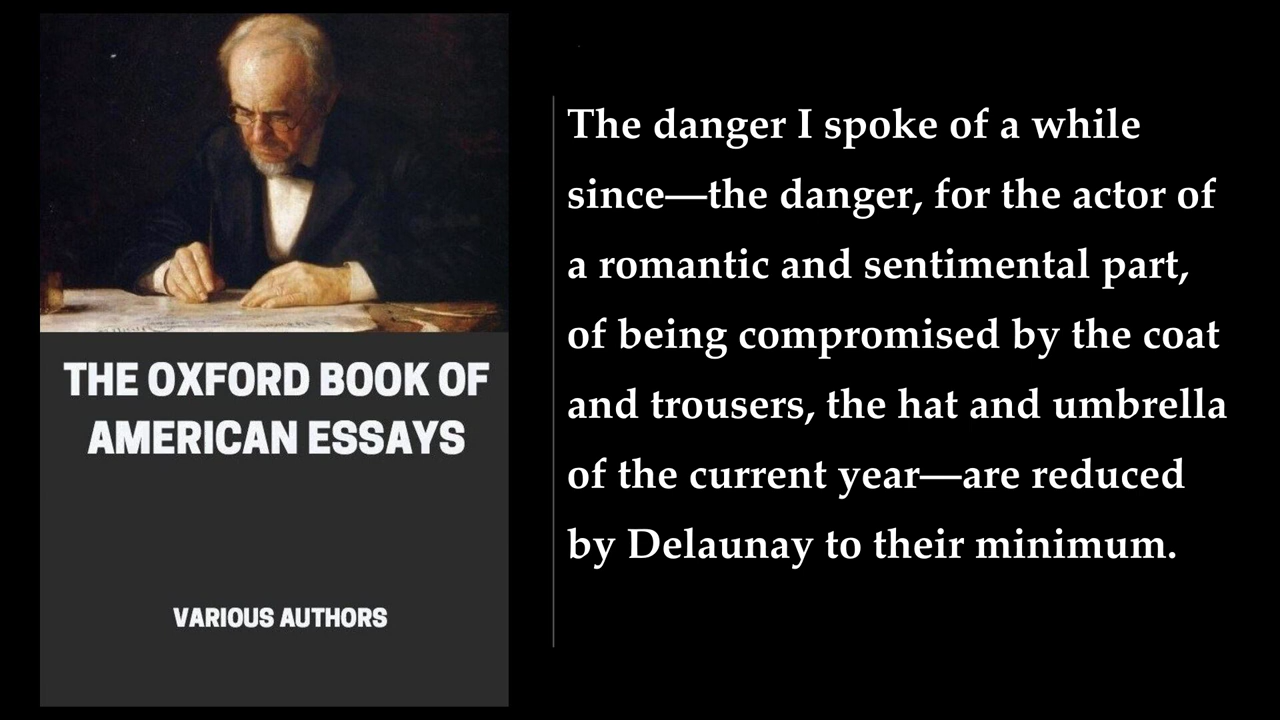 THE OXFORD BOOK OF
AMERICAN ESSAYS
VARIOUS AUTHORS
The danger I spoke of a while
since—the danger, for the actor of
a romantic and sentimental part,
of being compromised by the coat
and trousers, the hat and umbrella
of the current year—are reduced
by Delaunay to their minimum.